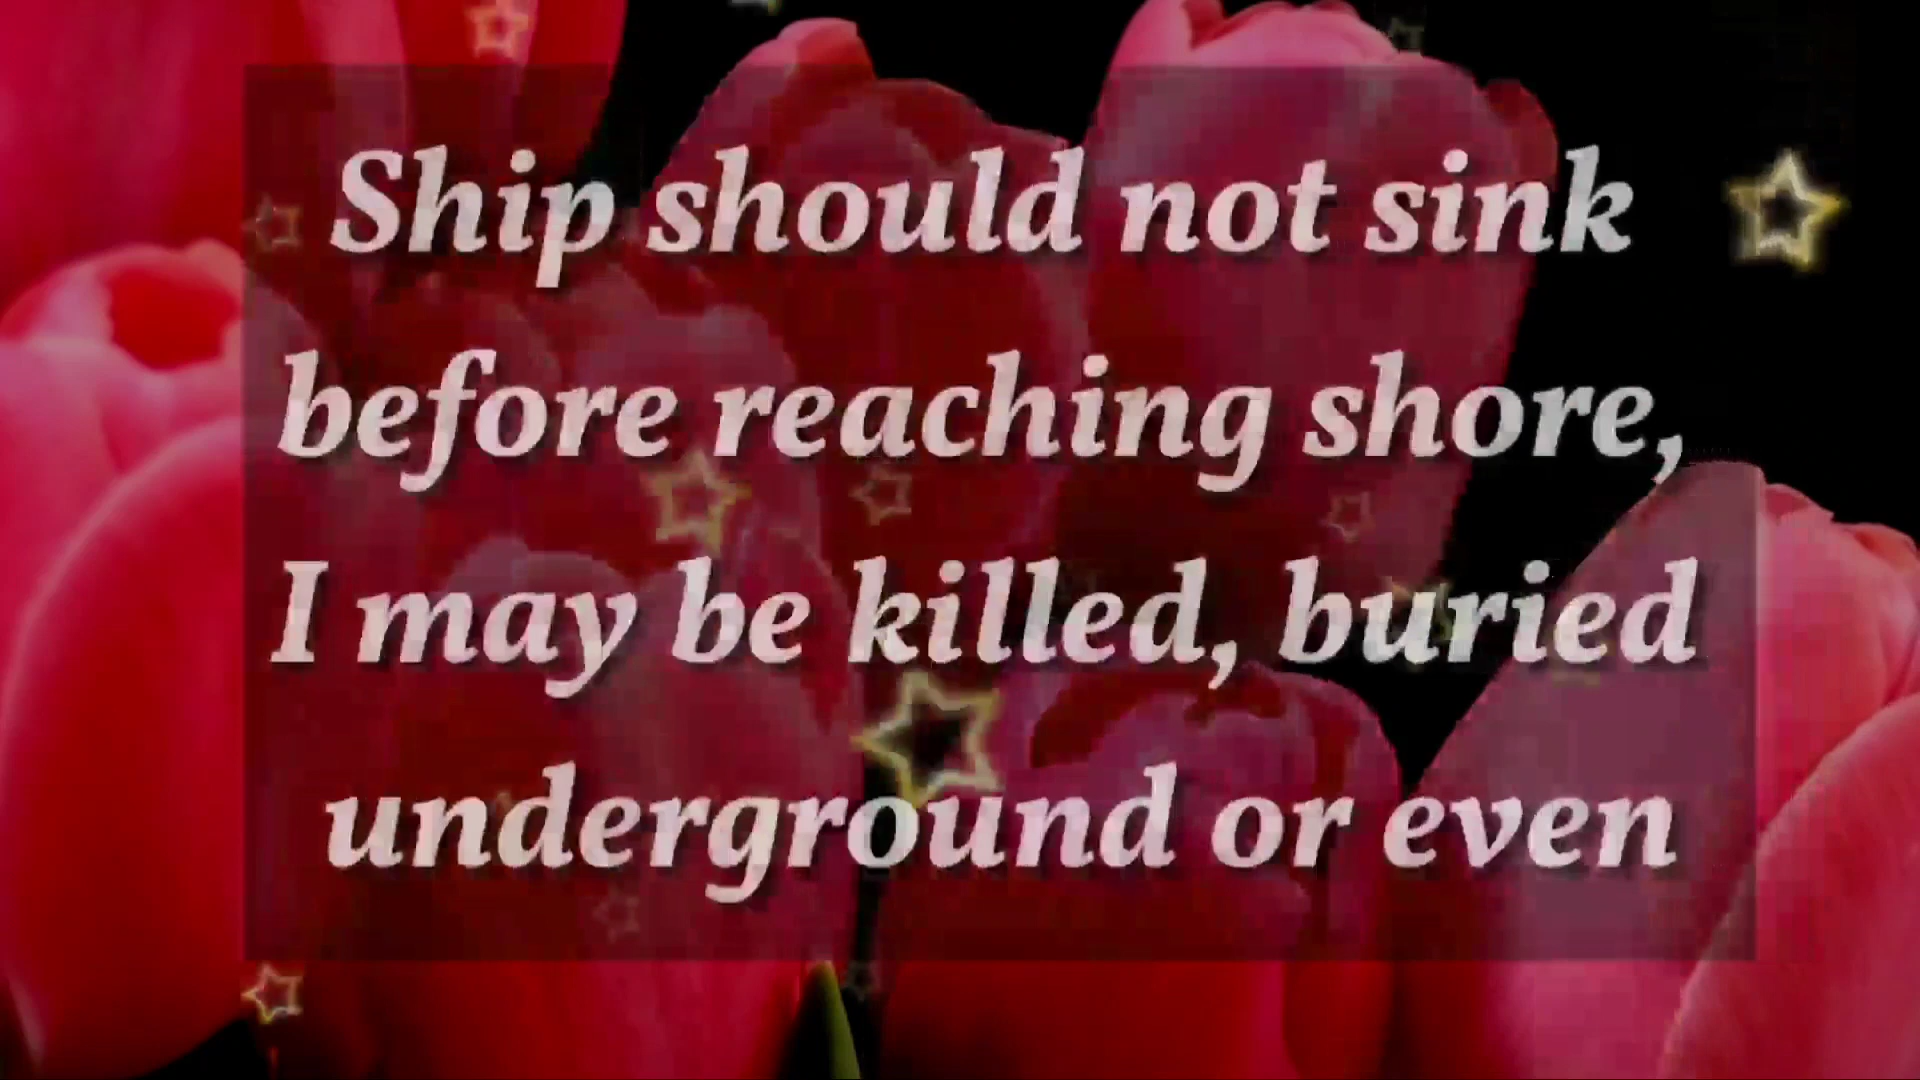 Ship should not sink
before reaching shore,
I may be killed, buried
underground or even